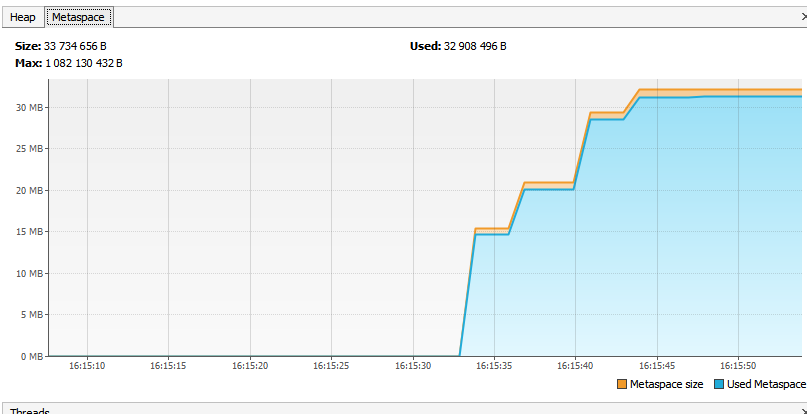 Heap Metaspace
Size: 33 734 656 B Used: 32 908 496 B
Max: 1 082 130 432 B
30 MB
25 MB
20 MB
15 MB
10 MB
5 MB
0 MB
16:15:10 16:15:15 16:15:20 16:15:25 16:15:30 16:15:35 16:15:40 16:15:45 16:15:50
Metaspace size Used Metaspace
Threads